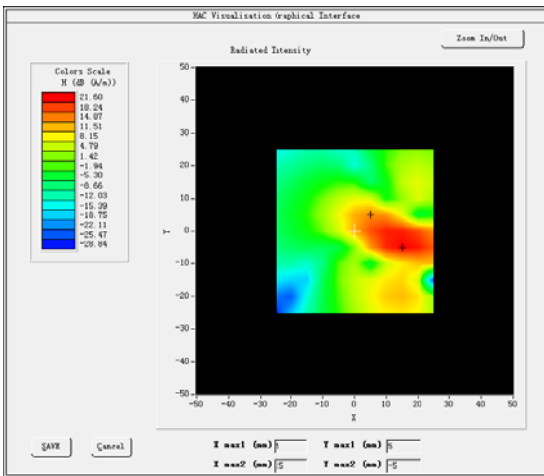 MAC Visualisation Graphical Interface
Zoom In/Out
Radiated Intensity
Colors Scale
H (dB (A/m))
21.60
18.24
14.87
11.51
8.15
4.79
1.42
-1.94
-5.30
-8.66
-12.03
-15.39
-18.75
-22.11
-25.47
-28.84
50
40
30
20
10
0
-10
-20
-30
-40
-50
Y
-50 -40 -30 -20 -10 0 10 20 30 40 50
X
SAVE
Cancel
X max1 (mm)
Y max1 (mm) 5
X max2 (mm) -5
Y max2 (mm) -5